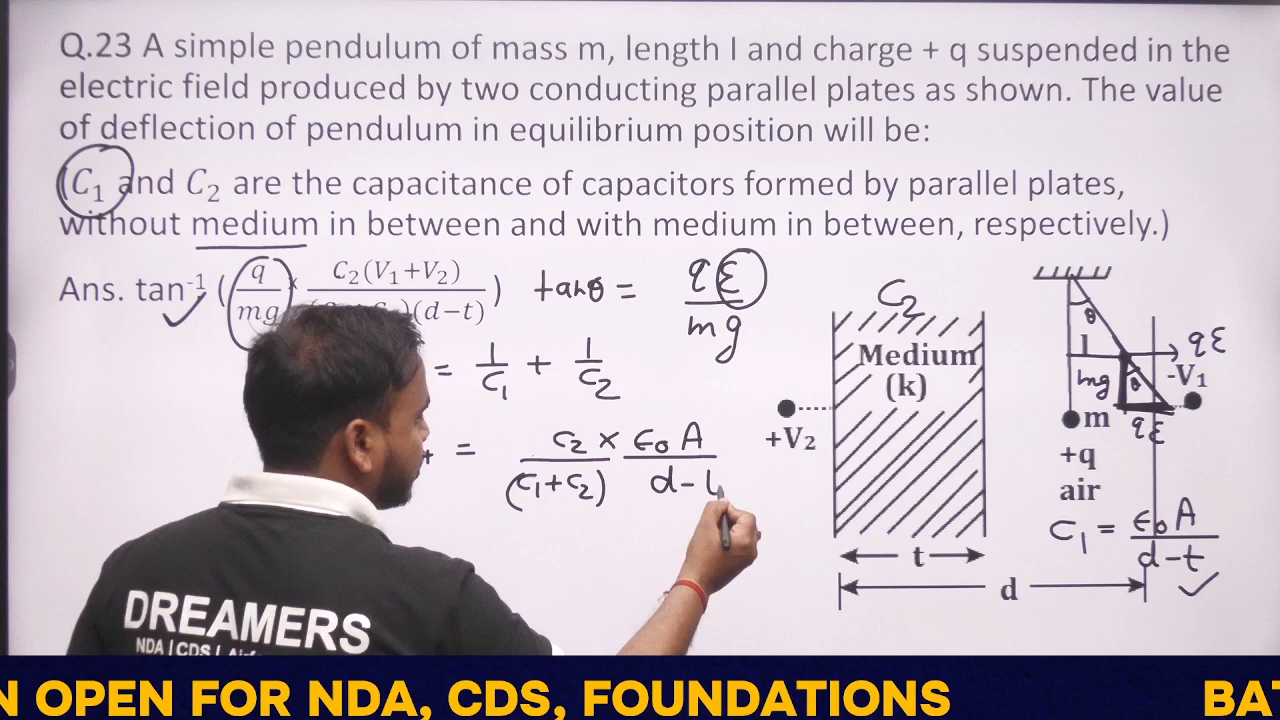 Q.23 A simple pendulum of mass m, length l and charge + q suspended in the
electric field produced by two conducting parallel plates as shown. The value
of deflection of pendulum in equilibrium position will be:
(C₁ and C₂ are the capacitance of capacitors formed by parallel plates,
without medium in between and with medium in between, respectively.)
Ans. tan⁻¹ ( q/mg × C₂(V₁+V₂)/ (d−t) )
tanθ = qE/mg
= 1/C₁ + 1/C₂
= C₂ × ε₀ A
(C₁+C₂) d-
C₂
Medium
(k)
+V₂
t
d
θ
l
qE
mg
θ
-V₁
m
qE
+q
air
C₁ = ε₀A/d-t
DREAMERS
NDA | CDS |
N OPEN FOR NDA, CDS, FOUNDATIONS
BAT